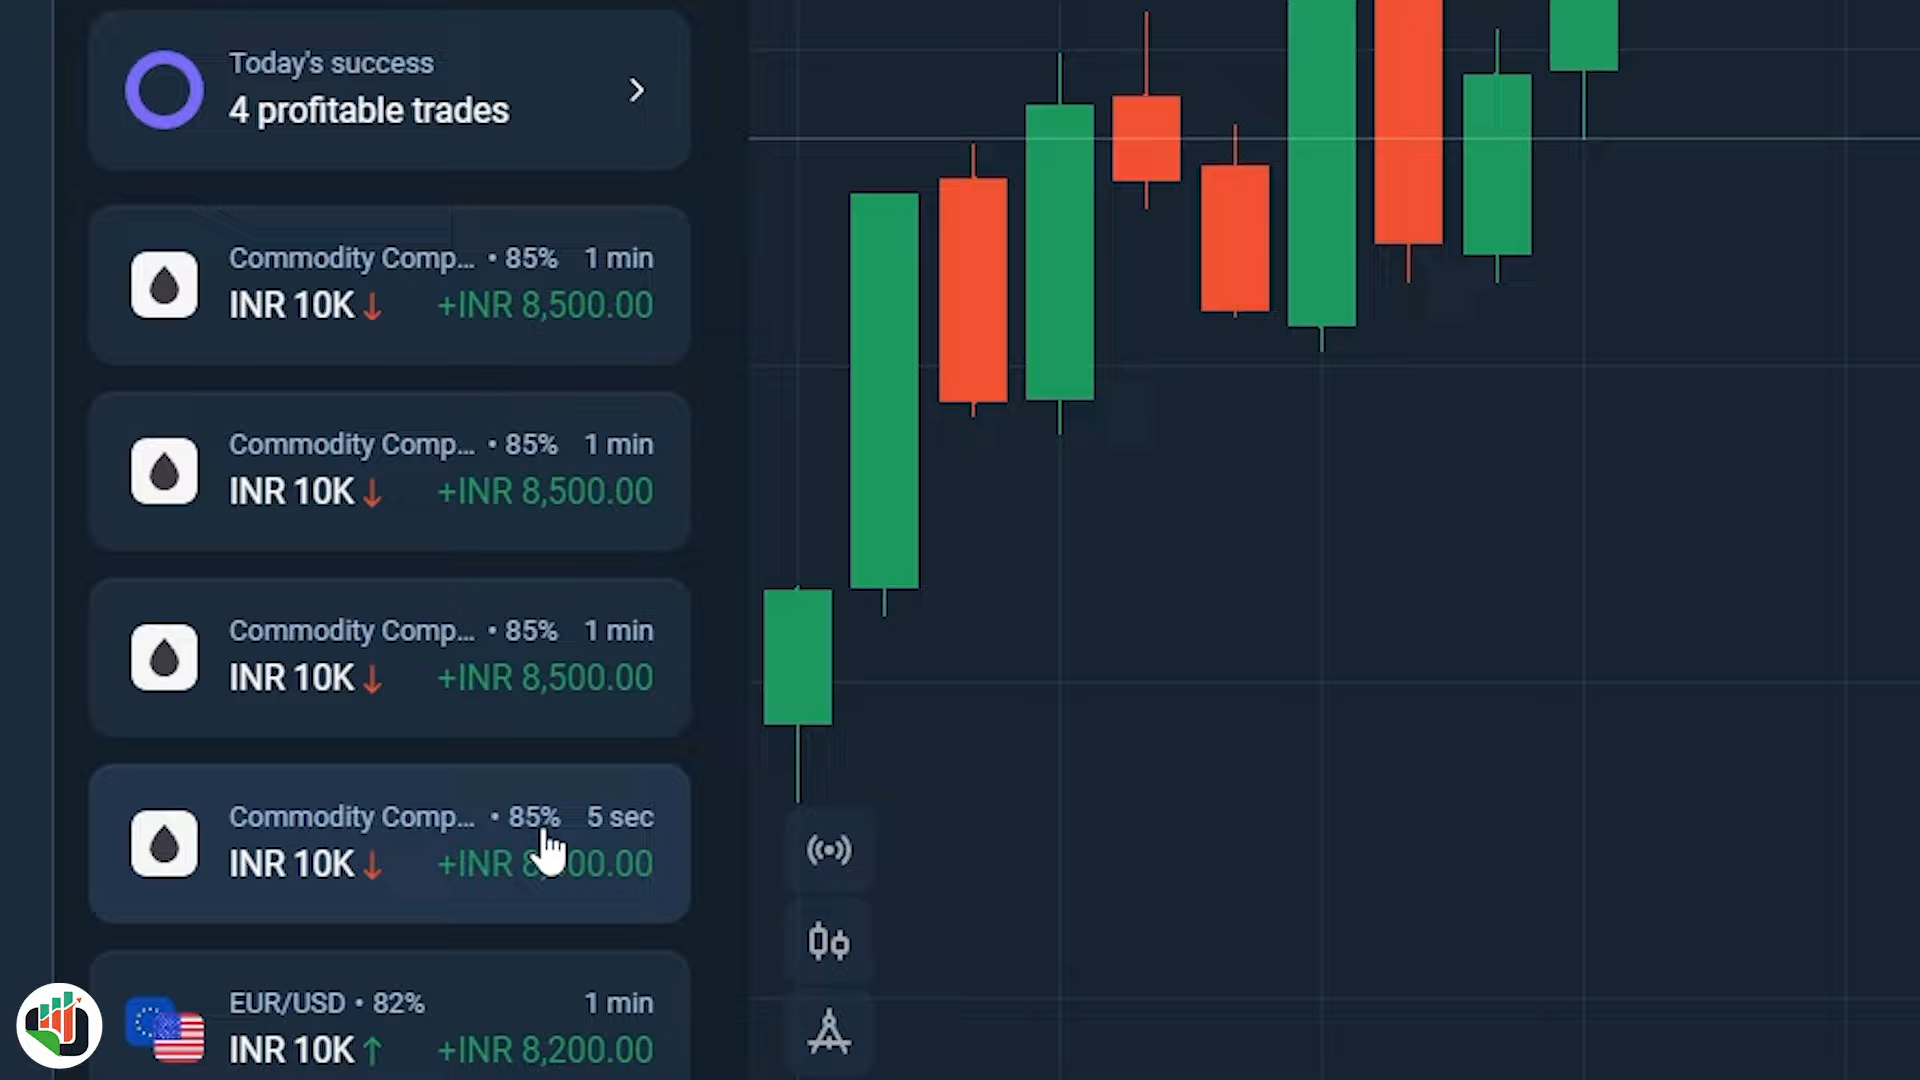 Today's success
4 profitable trades
Commodity Comp... • 85% 1 min
INR 10K ↓ +INR 8,500.00
Commodity Comp... • 85% 1 min
INR 10K ↓ +INR 8,500.00
Commodity Comp... • 85% 1 min
INR 10K ↓ +INR 8,500.00
Commodity Comp... • 85% 5 sec
INR 10K ↓ +INR
EUR/USD • 82% 1 min
INR 10K ↑ +INR 8,200.00